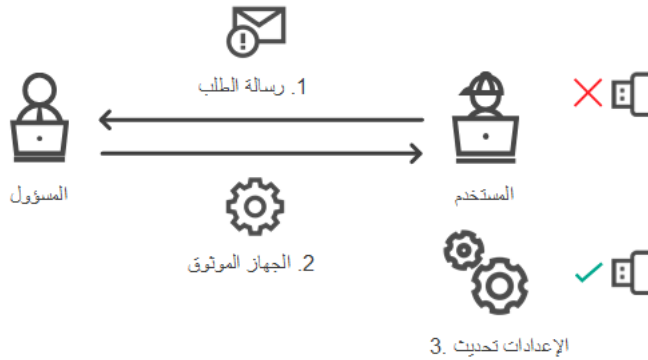 1. رسالة الطلب
المسؤول
المستخدم
2. الجهاز الموثوق
3. الإعدادات تحديث